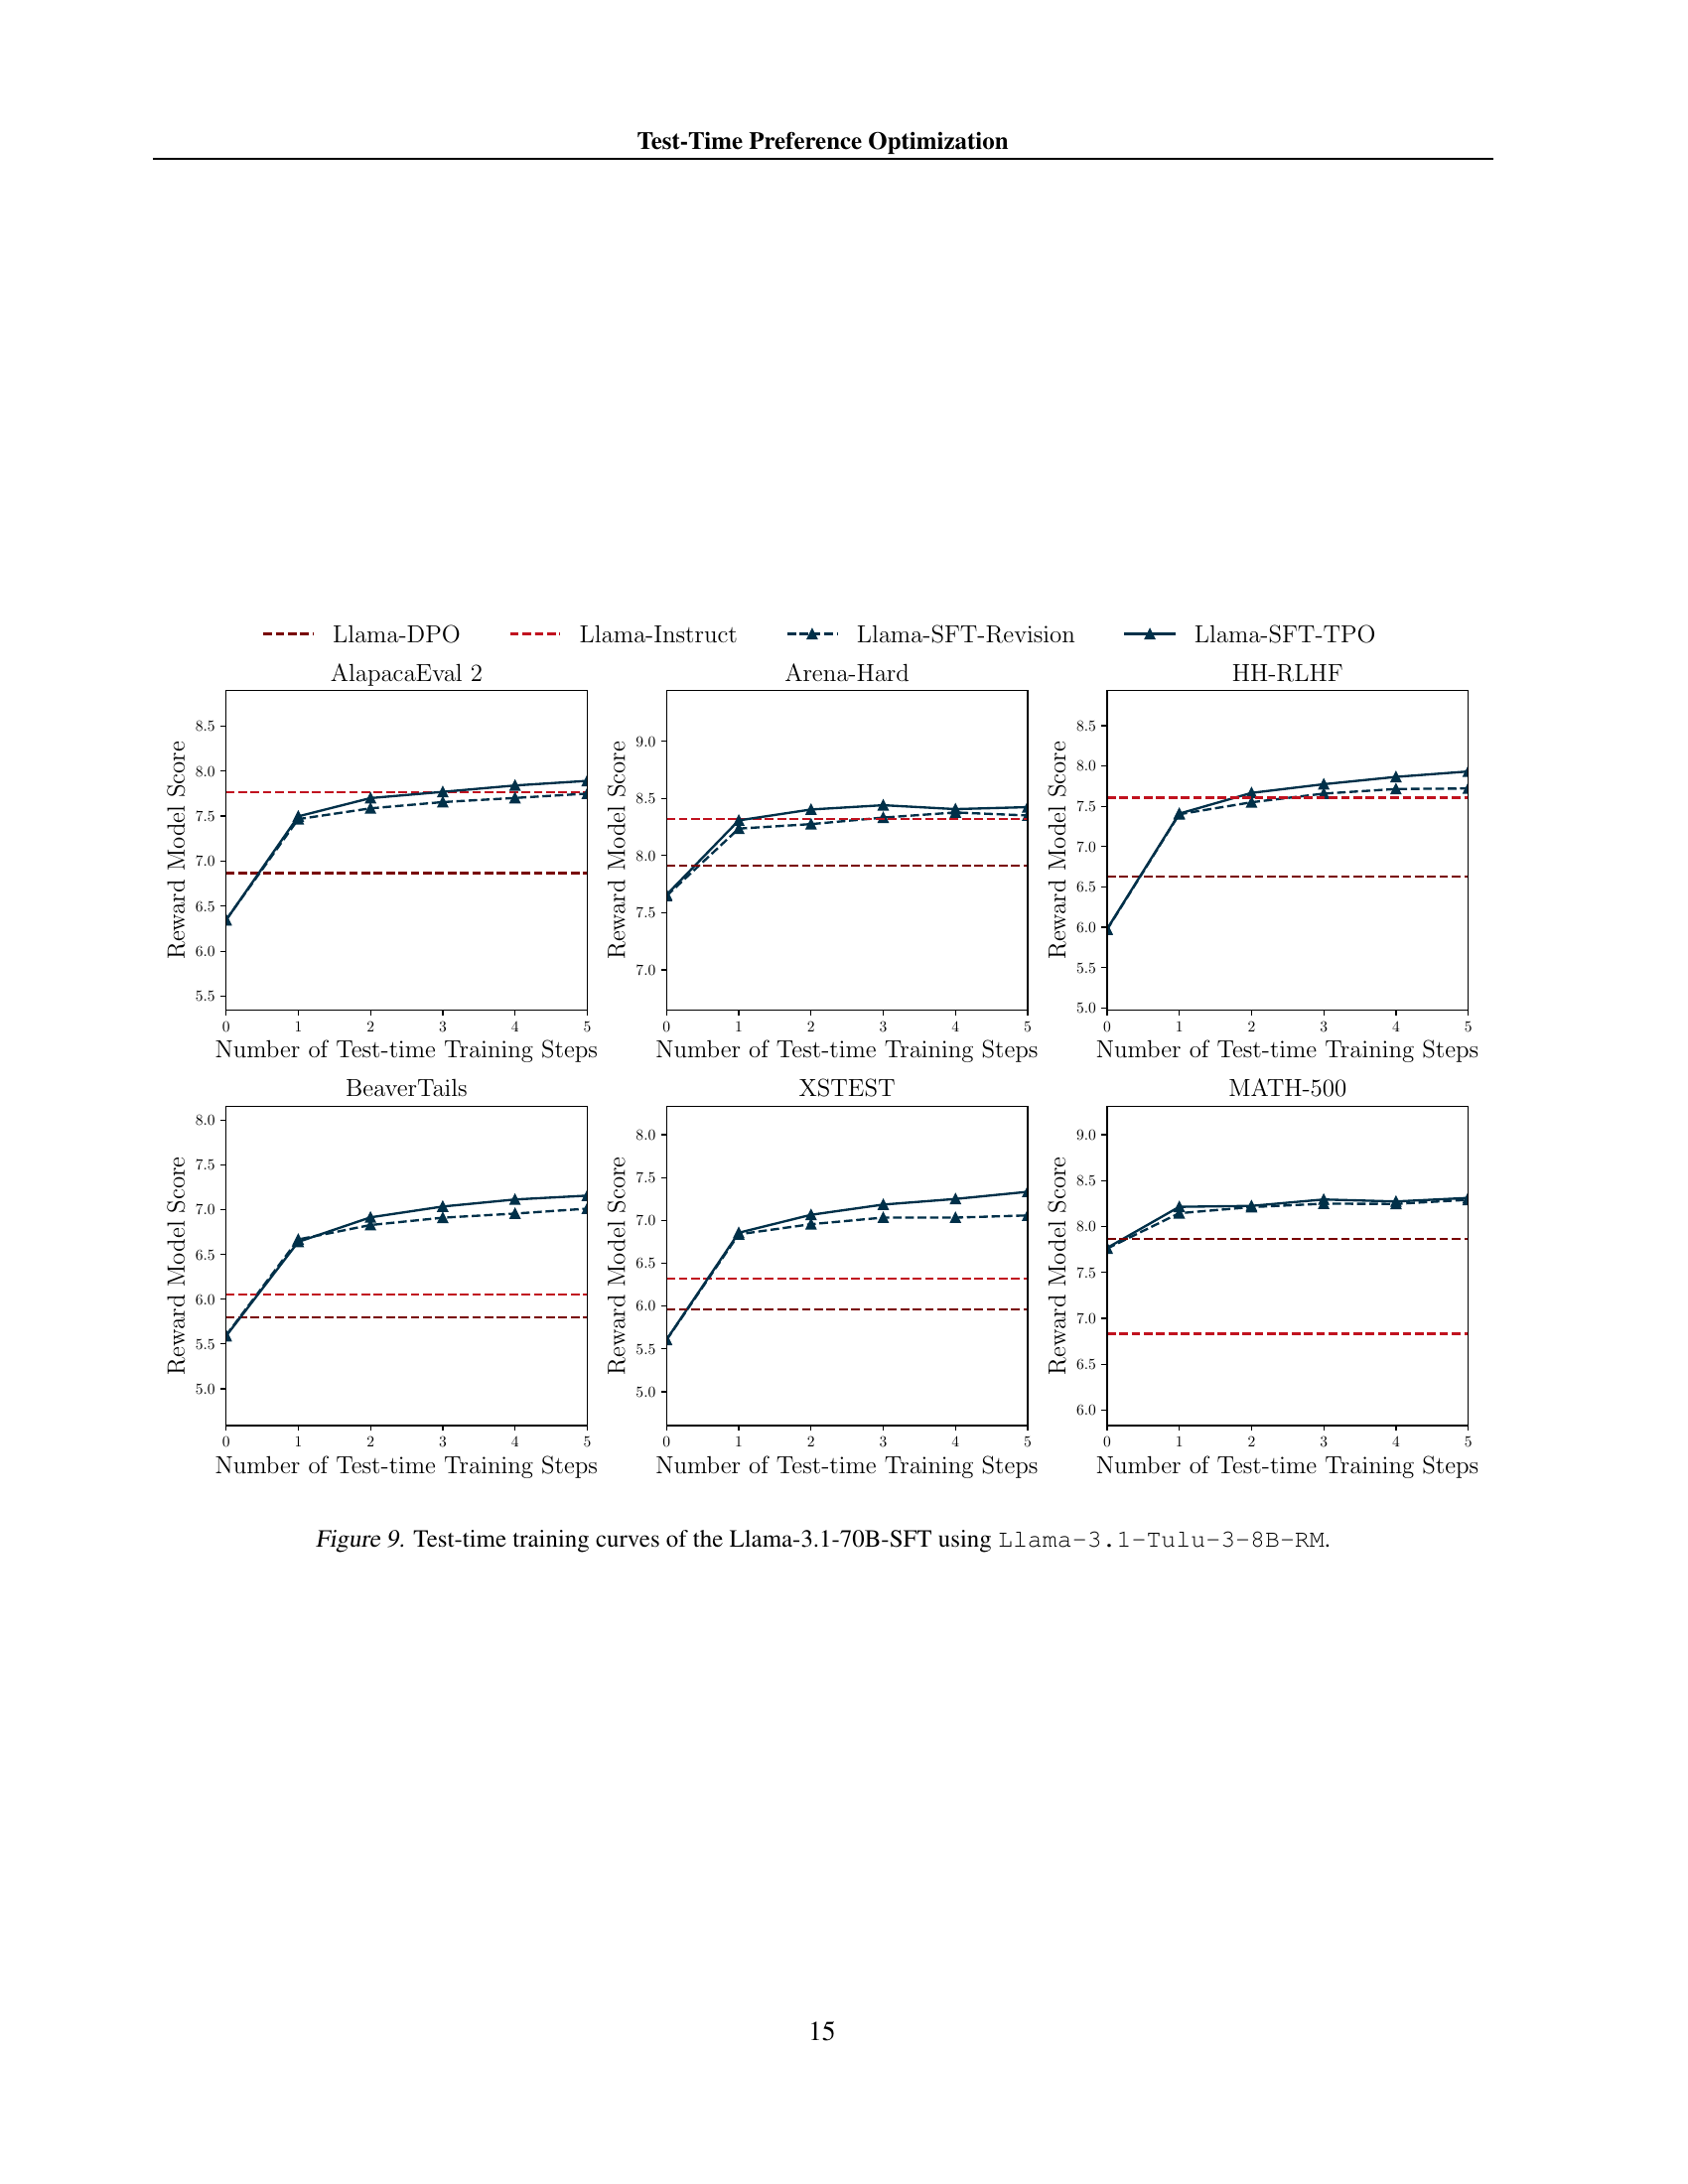 Test-Time Preference Optimization
Llama-DPO Llama-Instruct Llama-SFT-Revision Llama-SFT-TPO
AlapacaEval 2
8.5
8.0
7.5
7.0
6.5
6.0
5.5
Reward Model Score
0 1 2 3 4 5
Number of Test-time Training Steps
Arena-Hard
9.0
8.5
8.0
7.5
7.0
Reward Model Score
0 1 2 3 4 5
Number of Test-time Training Steps
HH-RLHF
8.5
8.0
7.5
7.0
6.5
6.0
5.5
5.0
Reward Model Score
0 1 2 3 4 5
Number of Test-time Training Steps
BeaverTails
8.0
7.5
7.0
6.5
6.0
5.5
5.0
Reward Model Score
0 1 2 3 4 5
Number of Test-time Training Steps
XSTEST
8.0
7.5
7.0
6.5
6.0
5.5
5.0
Reward Model Score
0 1 2 3 4 5
Number of Test-time Training Steps
MATH-500
9.0
8.5
8.0
7.5
7.0
6.5
6.0
Reward Model Score
0 1 2 3 4 5
Number of Test-time Training Steps
Figure 9. Test-time training curves of the Llama-3.1-70B-SFT using Llama-3.1-Tulu-3-8B-RM.
15